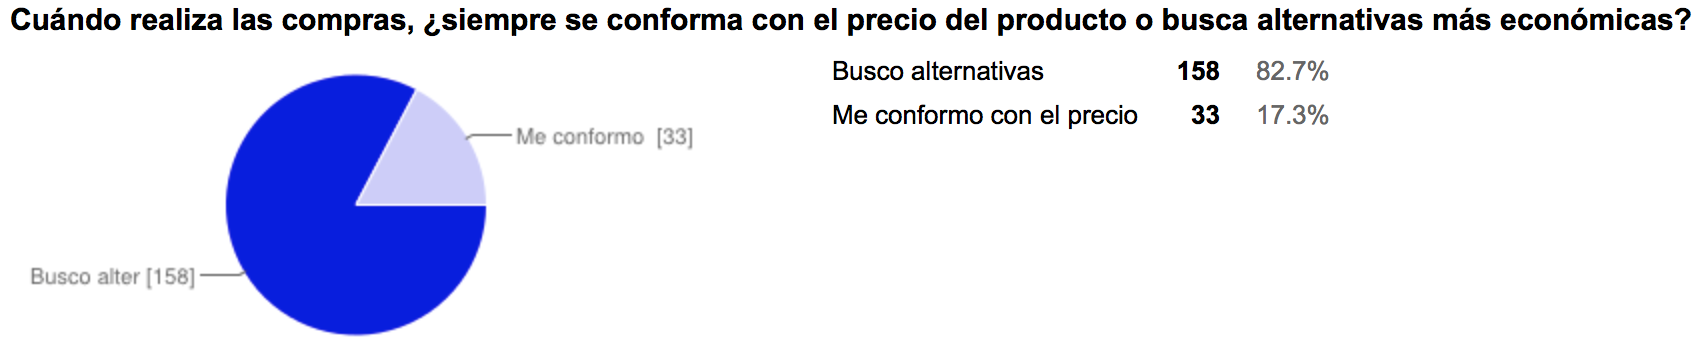 Cuándo realiza las compras, ¿siempre se conforma con el precio del producto o busca alternativas más económicas?
Busco alternativas 158 82.7%
Me conformo con el precio 33 17.3%
Me conformo [33]
Busco alter [158]